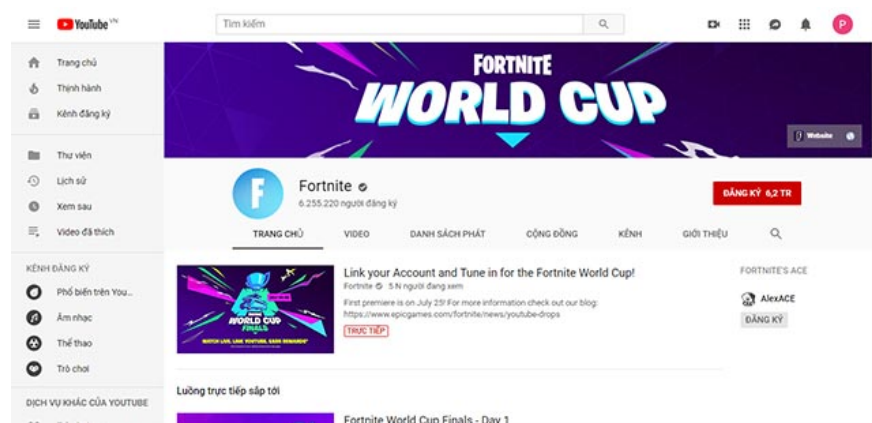 YouTube VN
Tìm kiếm
P
Trang chủ
Thịnh hành
Kênh đăng ký
Thư viện
Lịch sử
Xem sau
Video đã thích
KÊNH ĐĂNG KÝ
Phổ biến trên You...
Âm nhạc
Thể thao
Trò chơi
DỊCH VỤ KHÁC CỦA YOUTUBE
FORTNITE
WORLD CUP
Website
F
Fortnite
6.255.220 người đăng ký
ĐĂNG KÝ 6,2 TR
TRANG CHỦ VIDEO DANH SÁCH PHÁT CỘNG ĐỒNG KÊNH GIỚI THIỆU
WORLD CUP
FINALS
WATCH LIVE, LINK YOUTUBE, EARN REWARDS*
Link your Account and Tune in for the Fortnite World Cup!
Fortnite 5 N người đang xem
First premiere is on July 25! For more information check out our blog:
https://www.epicgames.com/fortnite/news/youtube-drops
TRỰC TIẾP
FORTNITE'S ACE
AlexACE
ĐĂNG KÝ
Luồng trực tiếp sắp tới
Fortnite World Cup Finals - Day 1